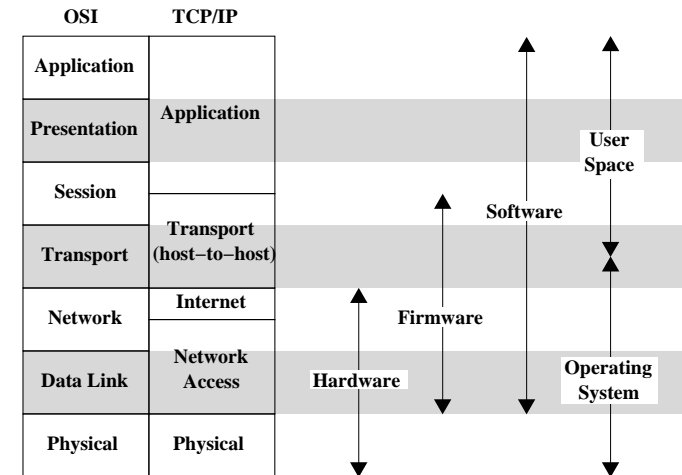 OSI TCP/IP
Application
Presentation
Session
Transport
Network
Data Link
Physical
Application
Transport
(host−to−host)
Internet
Network
Access
Physical
Hardware
Firmware
Software
User
Space
Operating
System